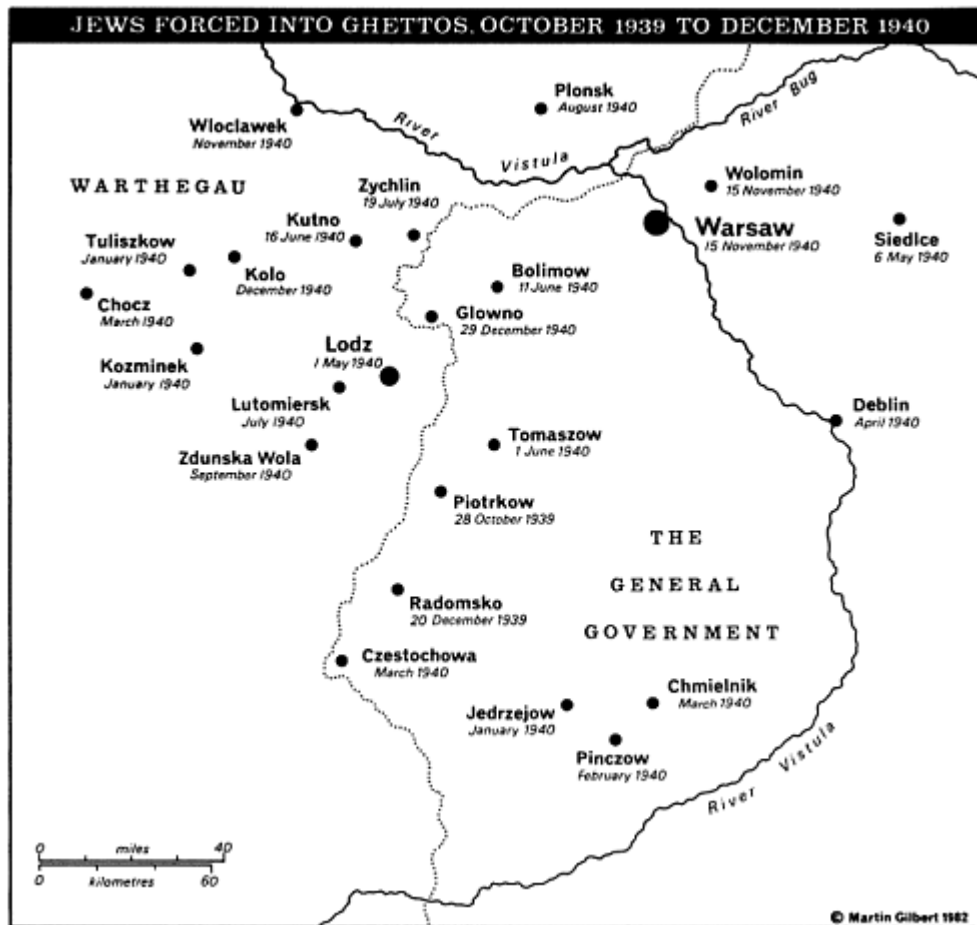 JEWS FORCED INTO GHETTOS, OCTOBER 1939 TO DECEMBER 1940
Plonsk
August 1940
River Bug
Wloclawek
November 1940
River
Vistula
Wolomin
15 November 1940
WARTHEGAU
Zychlin
19 July 1940
Kutno
16 June 1940
Warsaw
15 November 1940
Siedlce
6 May 1940
Tuliszkow
January 1940
Kolo
December 1940
Bolimow
11 June 1940
Chocz
March 1940
Glowno
29 December 1940
Lodz
1 May 1940
Kozminek
January 1940
Lutomiersk
July 1940
Deblin
April 1940
Tomaszow
1 June 1940
Zdunska Wola
September 1940
Piotrkow
28 October 1939
THE
GENERAL
GOVERNMENT
Radomsko
20 December 1939
Czestochowa
March 1940
Chmielnik
March 1940
Jedrzejow
January 1940
Pinczow
February 1940
River
Vistula
0 miles 40
0 kilometres 60
© Martin Gilbert 1982